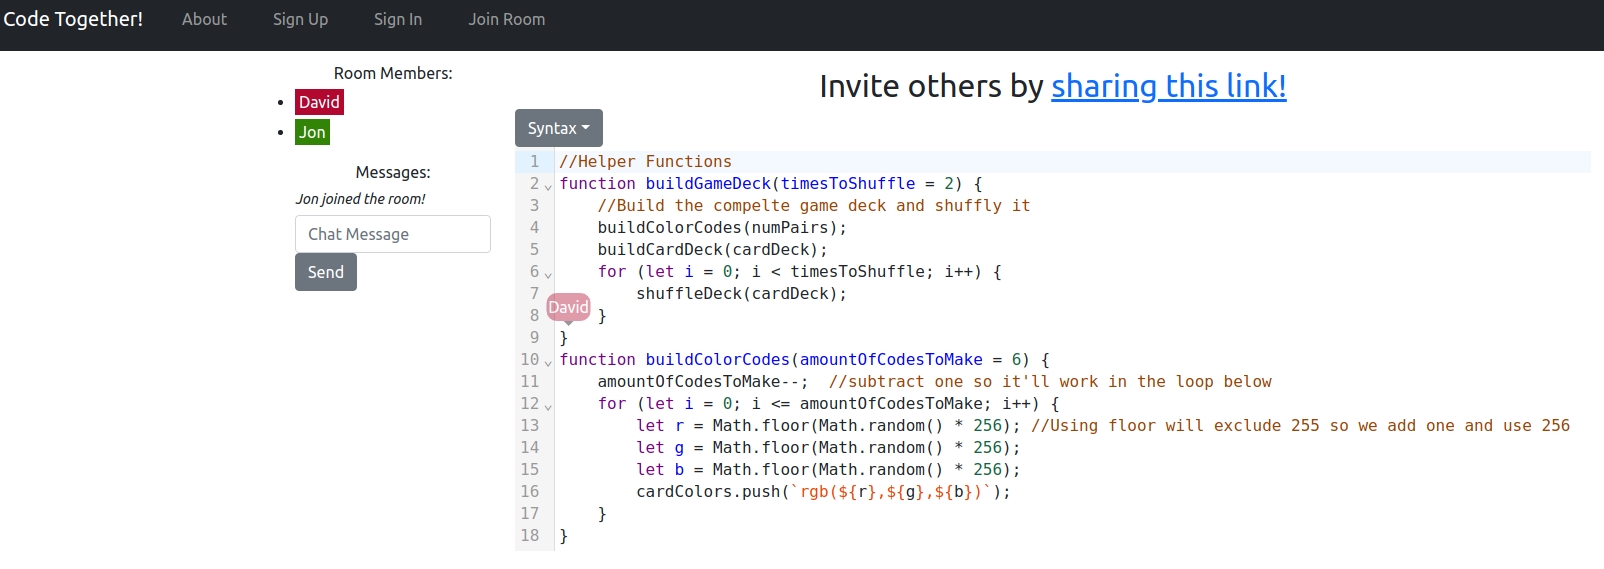 Code Together! About Sign Up Sign In Join Room
Room Members:
David
Jon
Messages:
Jon joined the room!
Chat Message
Send
Invite others by sharing this link!
Syntax
1 //Helper Functions
2 function buildGameDeck(timesToShuffle = 2) {
3     //Build the compelte game deck and shuffly it
4     buildColorCodes(numPairs);
5     buildCardDeck(cardDeck);
6     for (let i = 0; i < timesToShuffle; i++) {
7         shuffleDeck(cardDeck);
David
8     }
9 }
10 function buildColorCodes(amountOfCodesToMake = 6) {
11     amountOfCodesToMake--;  //subtract one so it'll work in the loop below
12     for (let i = 0; i <= amountOfCodesToMake; i++) {
13         let r = Math.floor(Math.random() * 256); //Using floor will exclude 255 so we add one and use 256
14         let g = Math.floor(Math.random() * 256);
15         let b = Math.floor(Math.random() * 256);
16         cardColors.push(`rgb(${r},${g},${b})`);
17     }
18 }